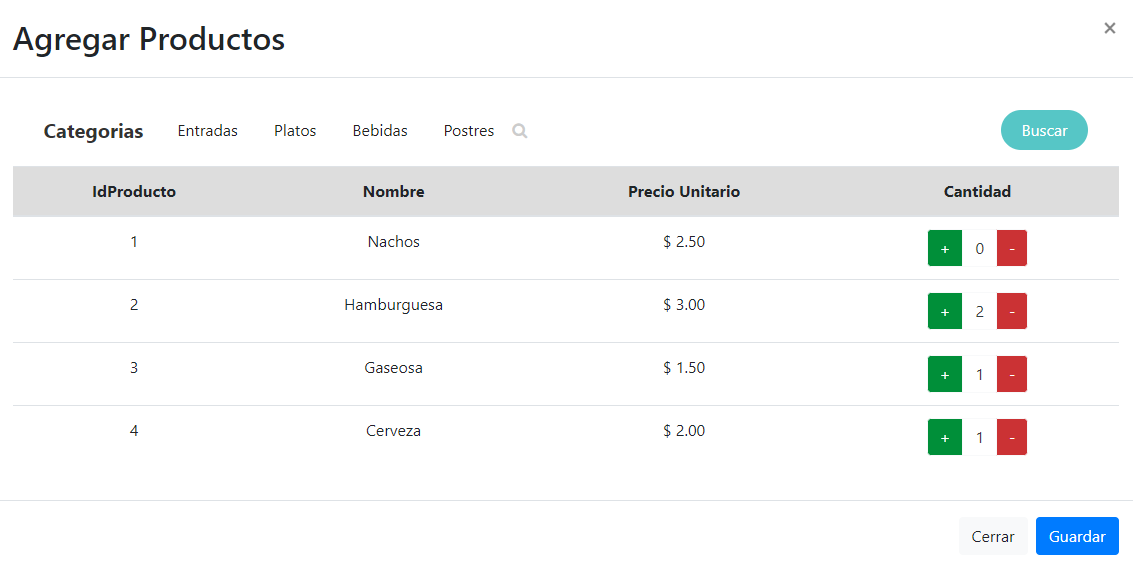 Agregar Productos ×
Categorias Entradas Platos Bebidas Postres Buscar
IdProducto Nombre Precio Unitario Cantidad
1 Nachos $ 2.50 + 0 -
2 Hamburguesa $ 3.00 + 2 -
3 Gaseosa $ 1.50 + 1 -
4 Cerveza $ 2.00 + 1 -
Cerrar Guardar